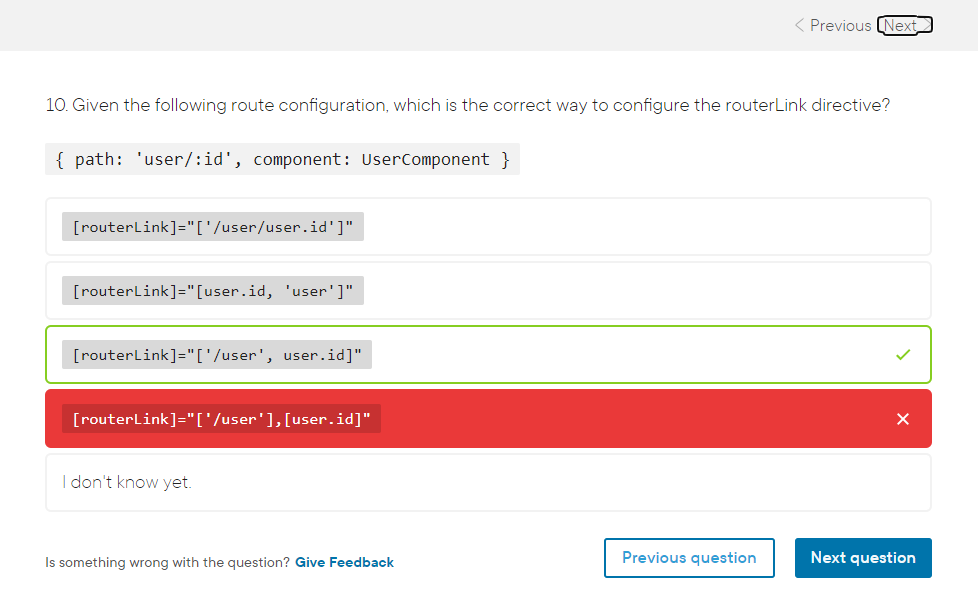 Previous Next
10. Given the following route configuration, which is the correct way to configure the routerLink directive?
{ path: 'user/:id', component: UserComponent }
[routerLink]="['/user/user.id']"
[routerLink]="[user.id, 'user']"
[routerLink]="['/user', user.id]"
[routerLink]="['/user'],[user.id]"
I don't know yet.
Is something wrong with the question? Give Feedback
Previous question
Next question